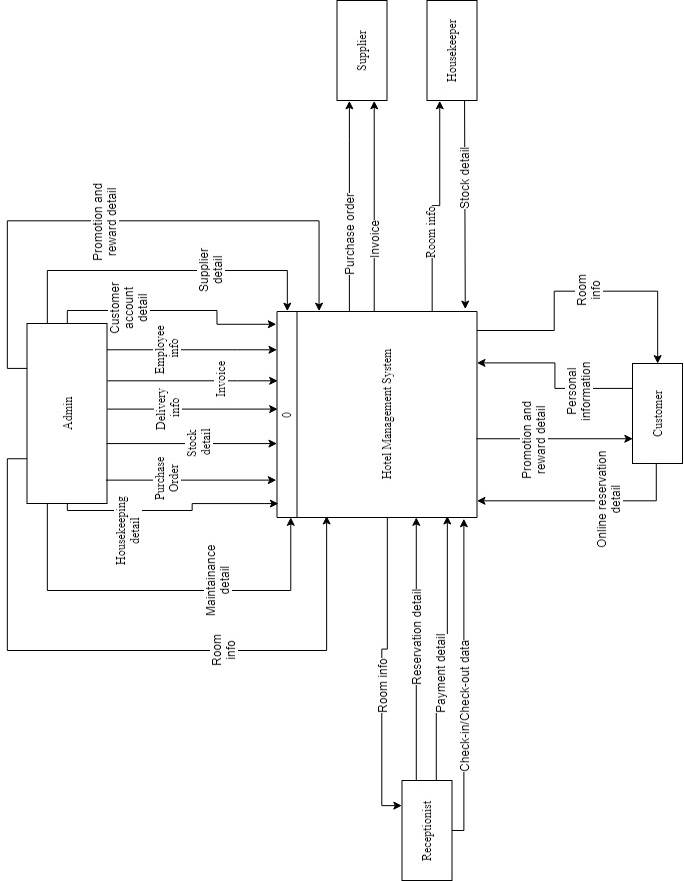 Supplier
Housekeeper
Promotion and
reward detail
Supplier
detail
Customer
account
detail
Purchase order
Invoice
Room info
Stock detail
Room
info
Employee
info
Invoice
Delivery
info
Stock
detail
Purchase
Order
Housekeeping
detail
Admin
0
Hotel Management System
Personal
information
Promotion and
reward detail
Customer
Online reservation
detail
Maintainance
detail
Room
info
Room info
Reservation detail
Payment detail
Check-in/Check-out data
Receptionist